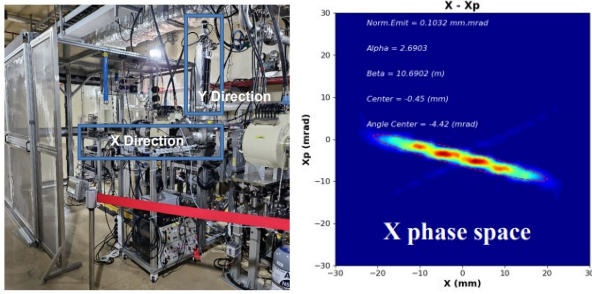 Y Direction
X Direction
X - Xp
Norm.Emit = 0.1032 mm.mrad
Alpha = 2.6903
Beta = 10.6902 (m)
Center = -0.45 (mm)
Angle Center = -4.42 (mrad)
X phase space
Xp (mrad)
30
20
10
0
−10
−20
−30
−30
−20
−10
0
10
20
30
X (mm)